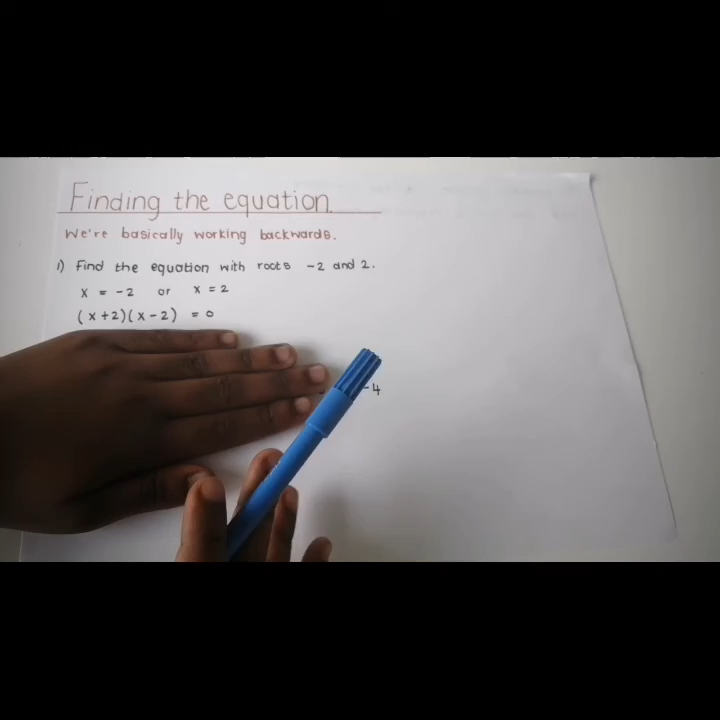 Finding the equation
We're basically working backwards.
1) Find the equation with roots -2 and 2.
x = -2 or x = 2
(x+2)(x-2) = 0
-4